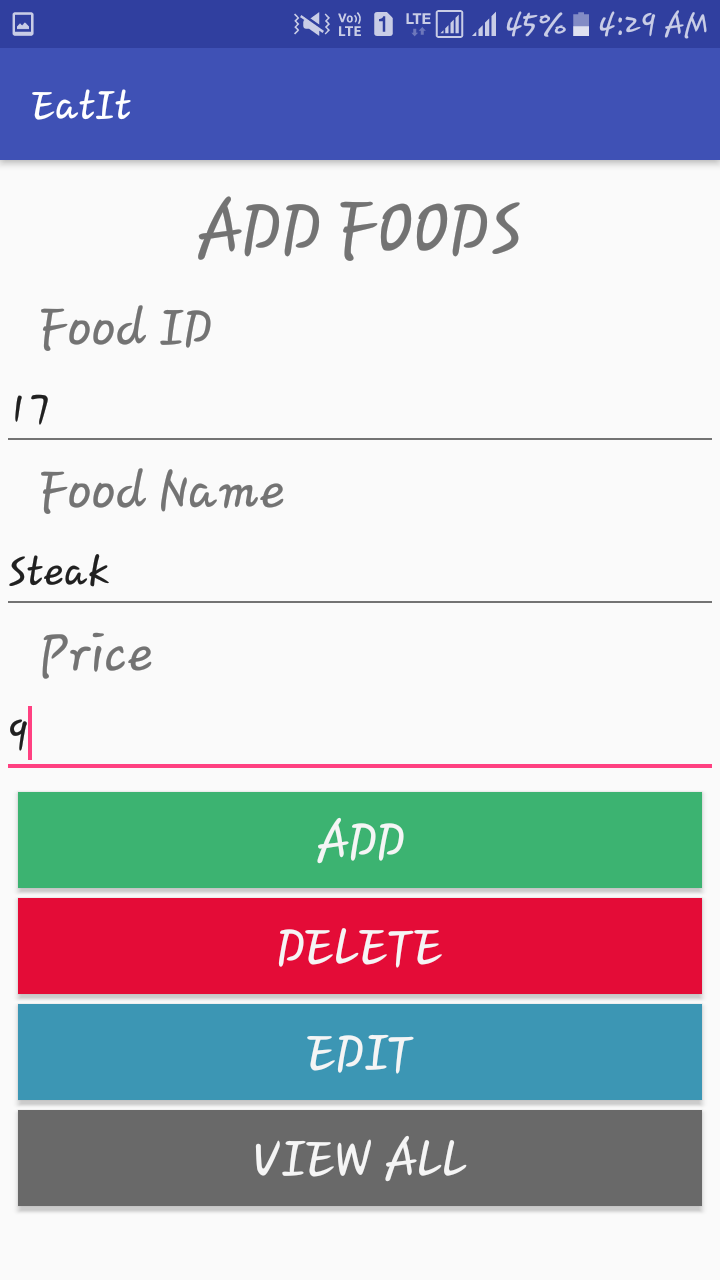 Vo)) LTE 1 LTE 45% 4:29 AM
EatIt
ADD FOODS
Food ID
17
Food Name
Steak
Price
9
ADD
DELETE
EDIT
VIEW ALL